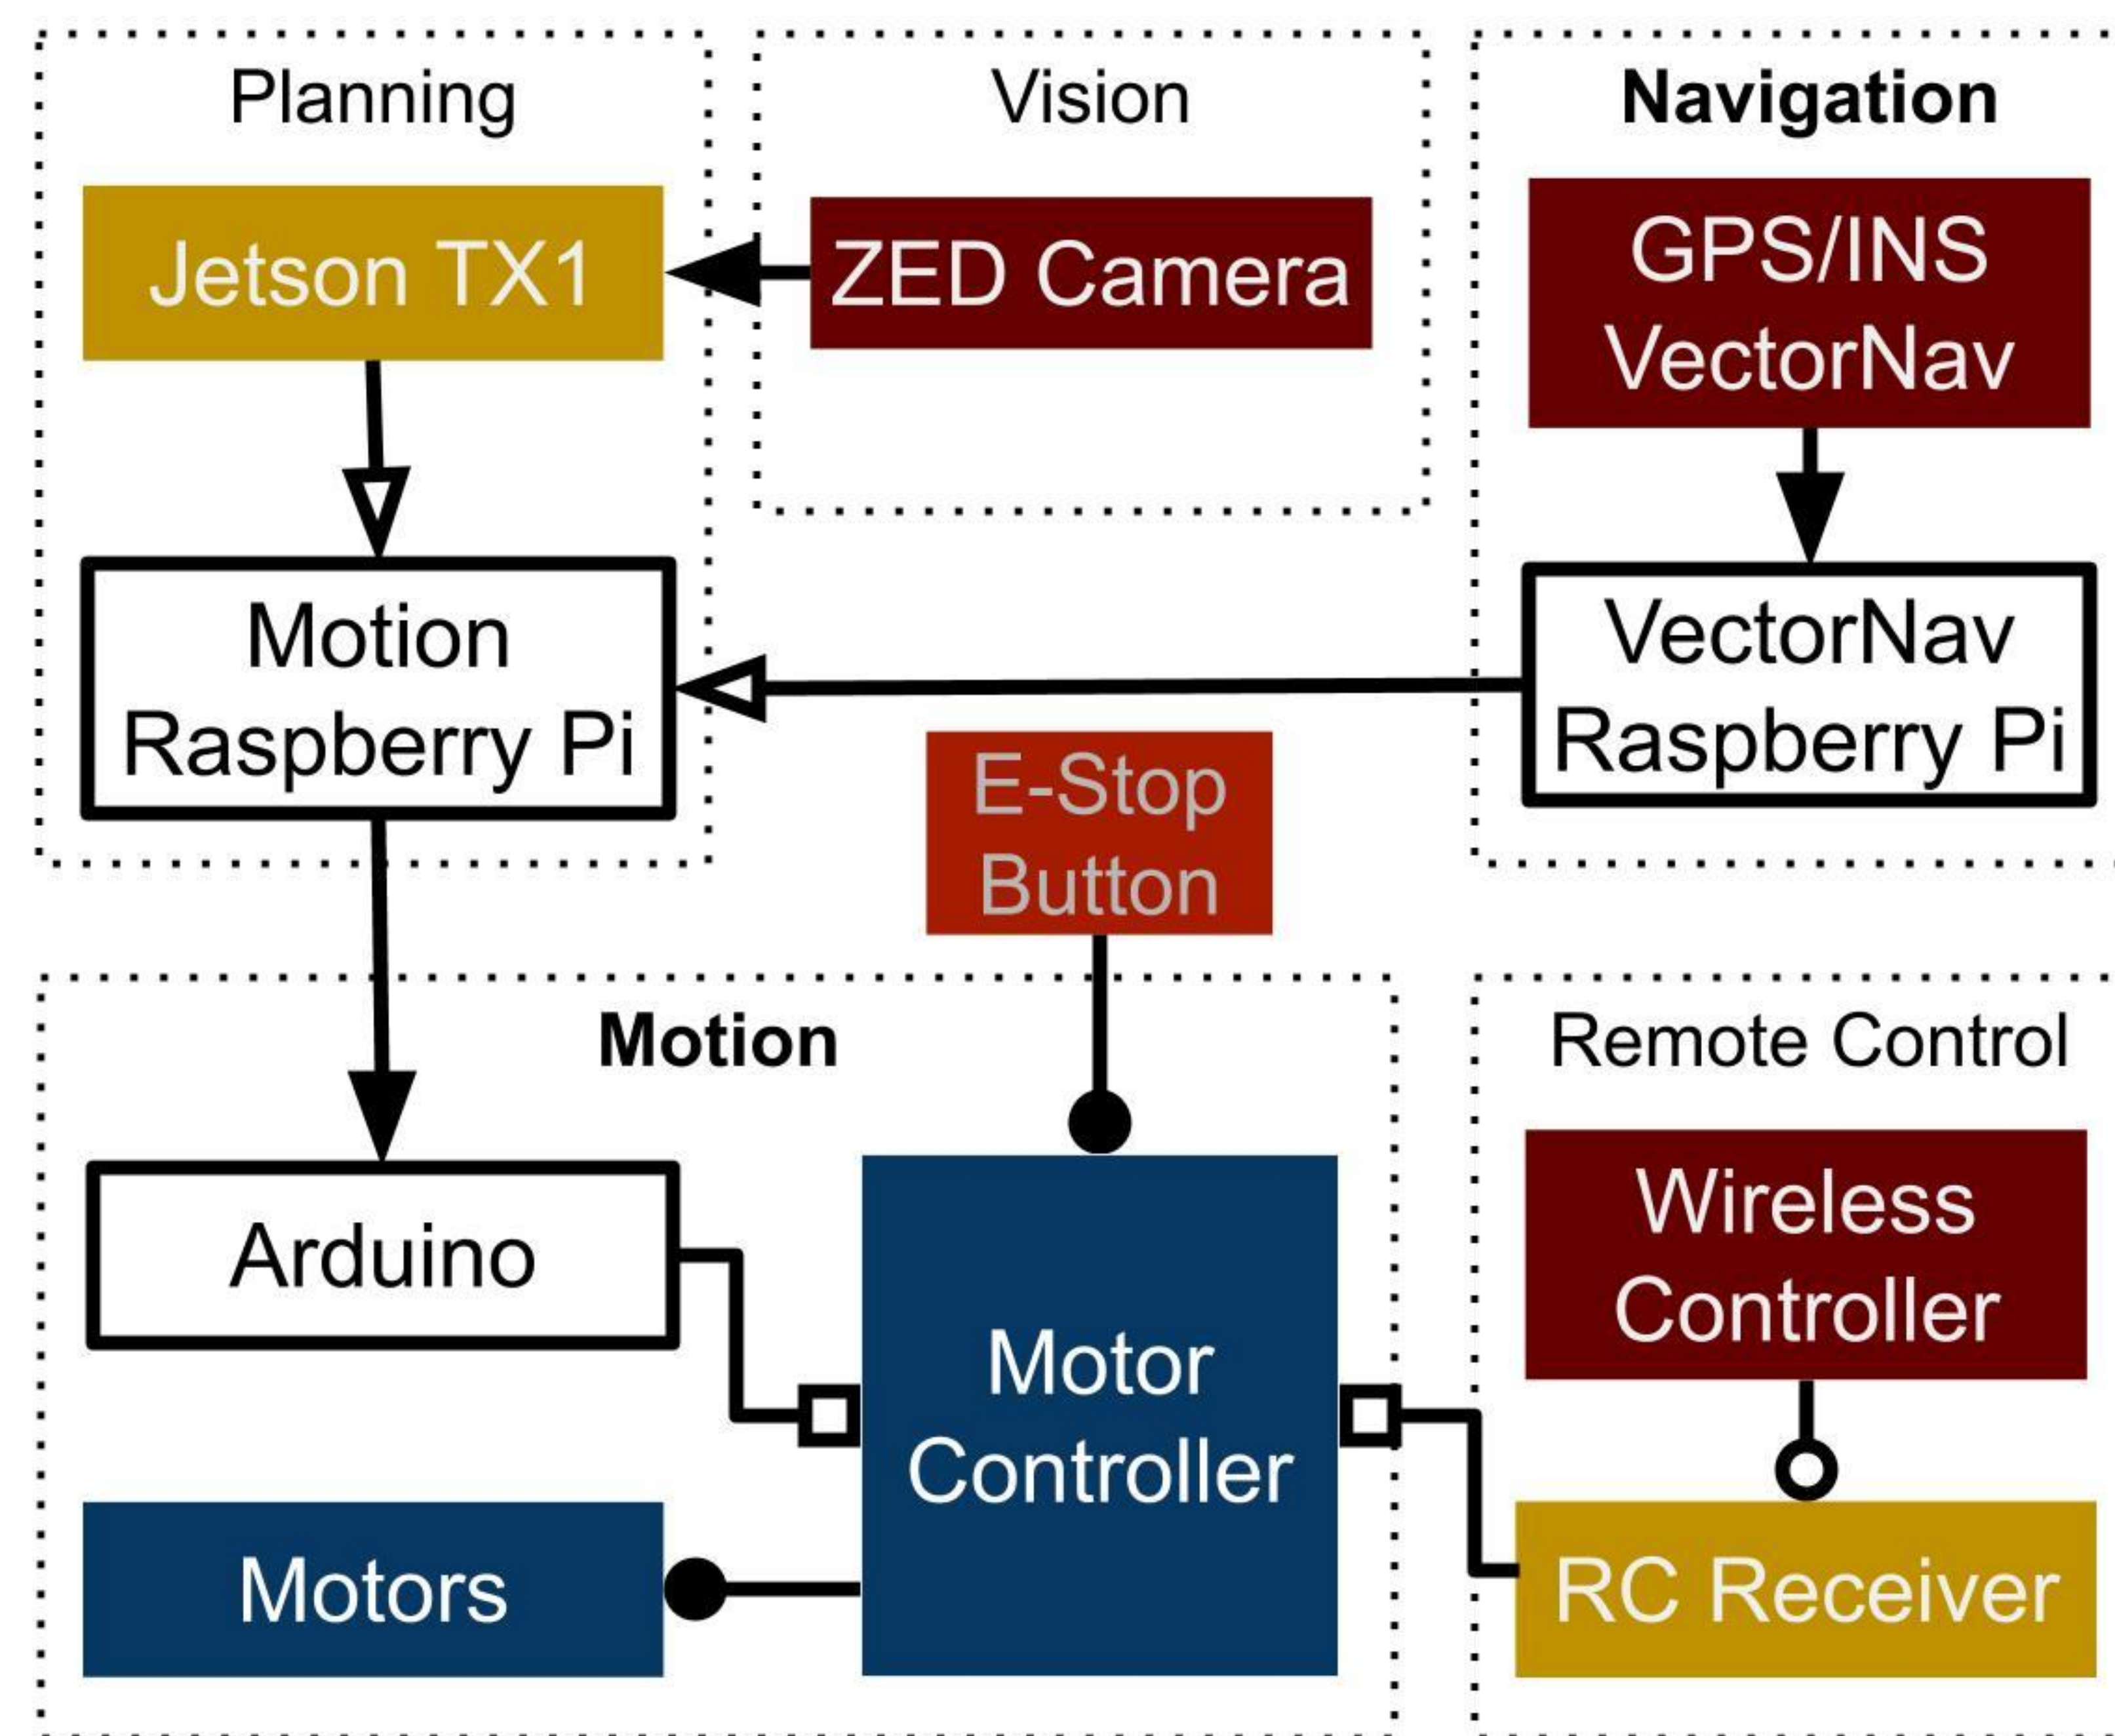 Planning
Vision
Navigation
Jetson TX1
ZED Camera
GPS/INS
VectorNav
Motion
Raspberry Pi
VectorNav
Raspberry Pi
E-Stop
Button
Motion
Remote Control
Arduino
Wireless
Controller
Motor
Controller
Motors
RC Receiver